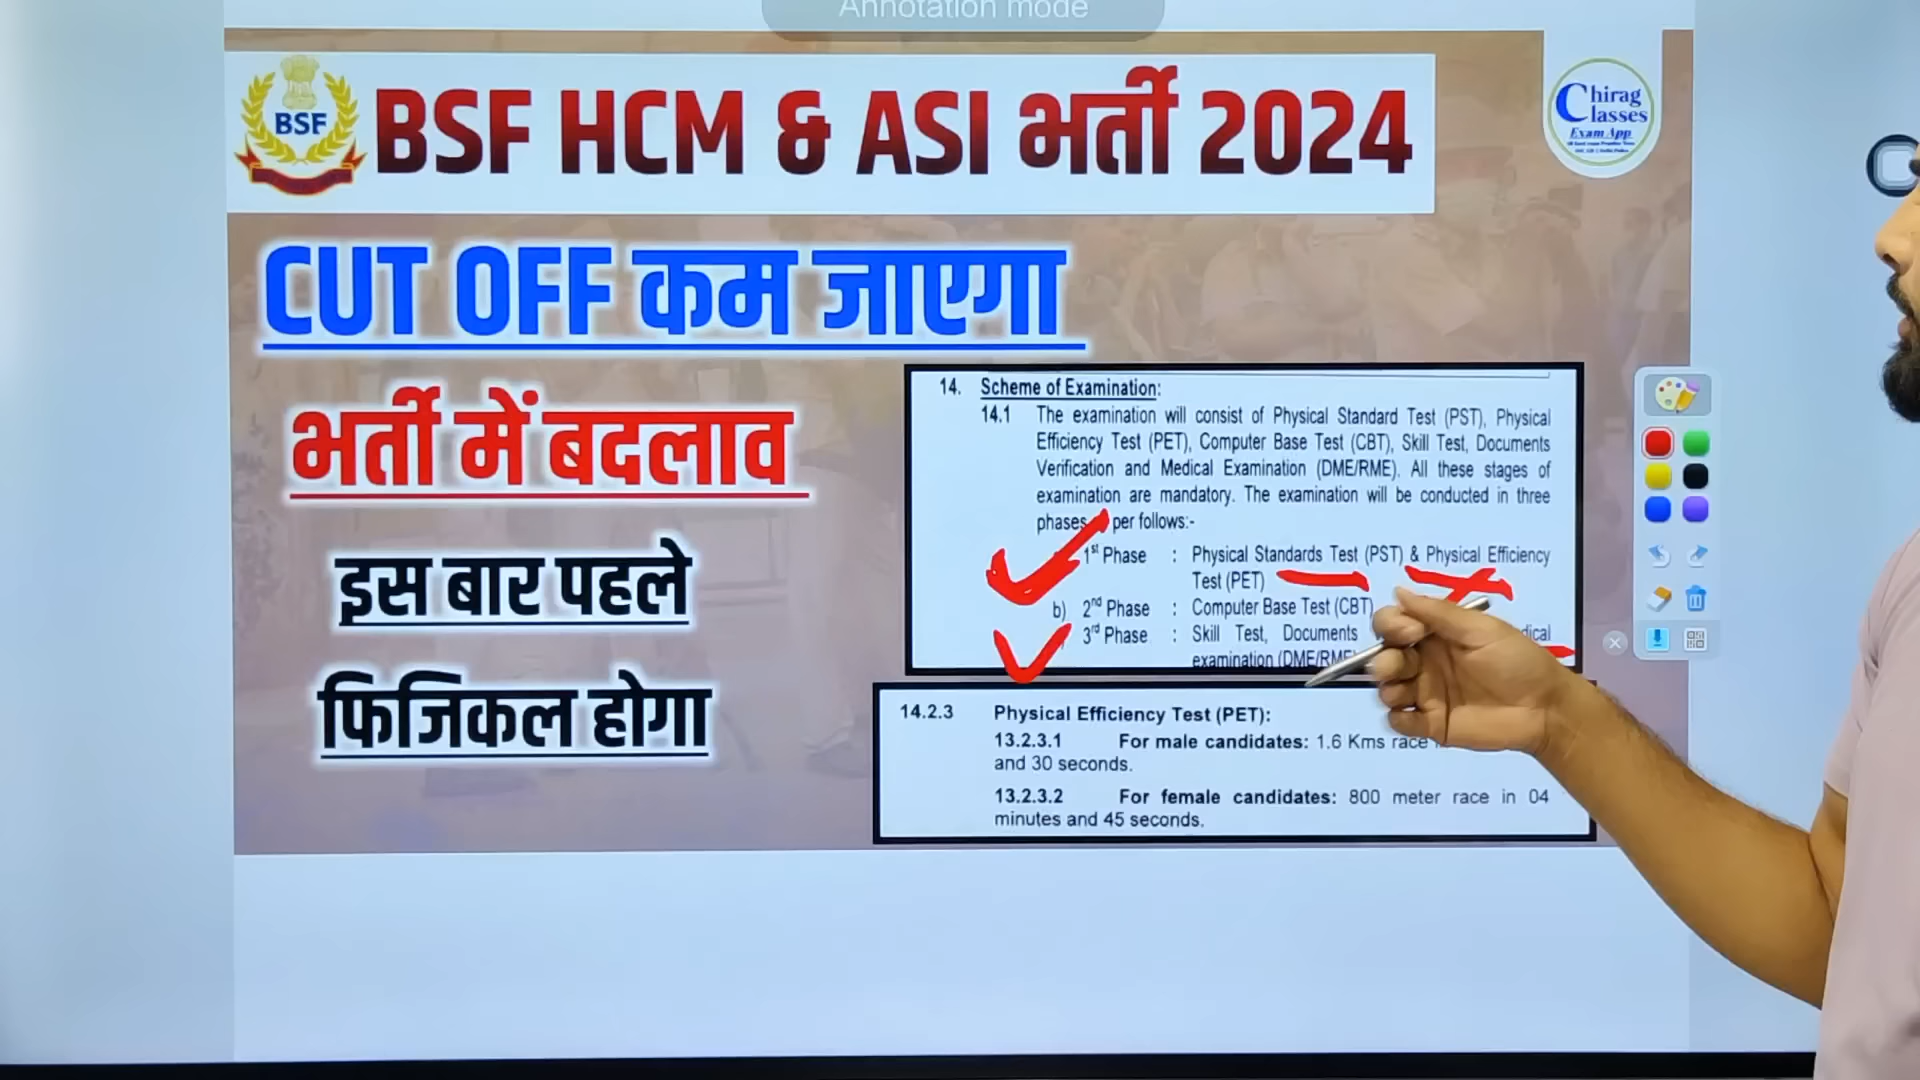 Annotation mode
BSF
BSF HCM & ASI भर्ती 2024
Chirag
Classes
Exam App
CUT OFF कम जाएगा
भर्ती में बदलाव
इस बार पहले
फिजिकल होगा
14. Scheme of Examination:
14.1 The examination will consist of Physical Standard Test (PST), Physical
Efficiency Test (PET), Computer Base Test (CBT), Skill Test, Documents
Verification and Medical Examination (DME/RME). All these stages of
examination are mandatory. The examination will be conducted in three
phases per follows:-
1st Phase : Physical Standards Test (PST) & Physical Efficiency
Test (PET)
b) 2nd Phase : Computer Base Test (CBT)
3rd Phase : Skill Test, Documents
examination (DME/RME
14.2.3 Physical Efficiency Test (PET):
13.2.3.1 For male candidates: 1.6 Kms race
and 30 seconds.
13.2.3.2 For female candidates: 800 meter race in 04
minutes and 45 seconds.